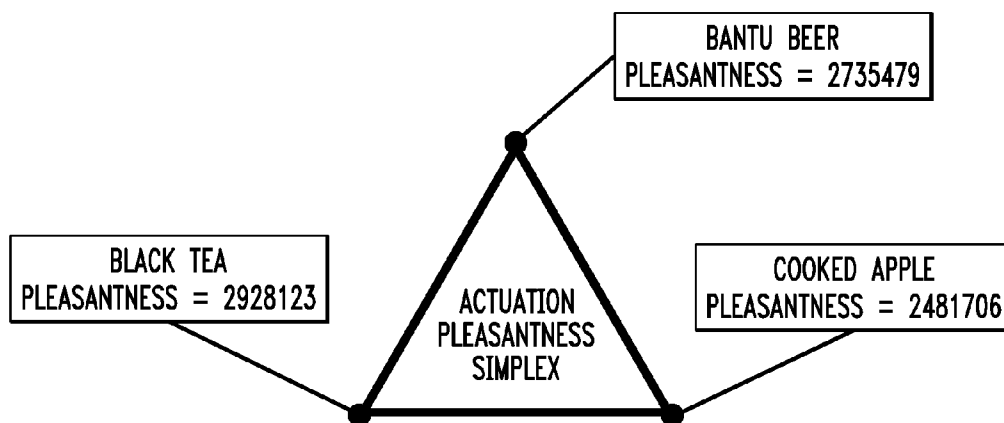 BANTU BEER
PLEASANTNESS = 2735479
BLACK TEA
PLEASANTNESS = 2928123
COOKED APPLE
PLEASANTNESS = 2481706
ACTUATION
PLEASANTNESS
SIMPLEX